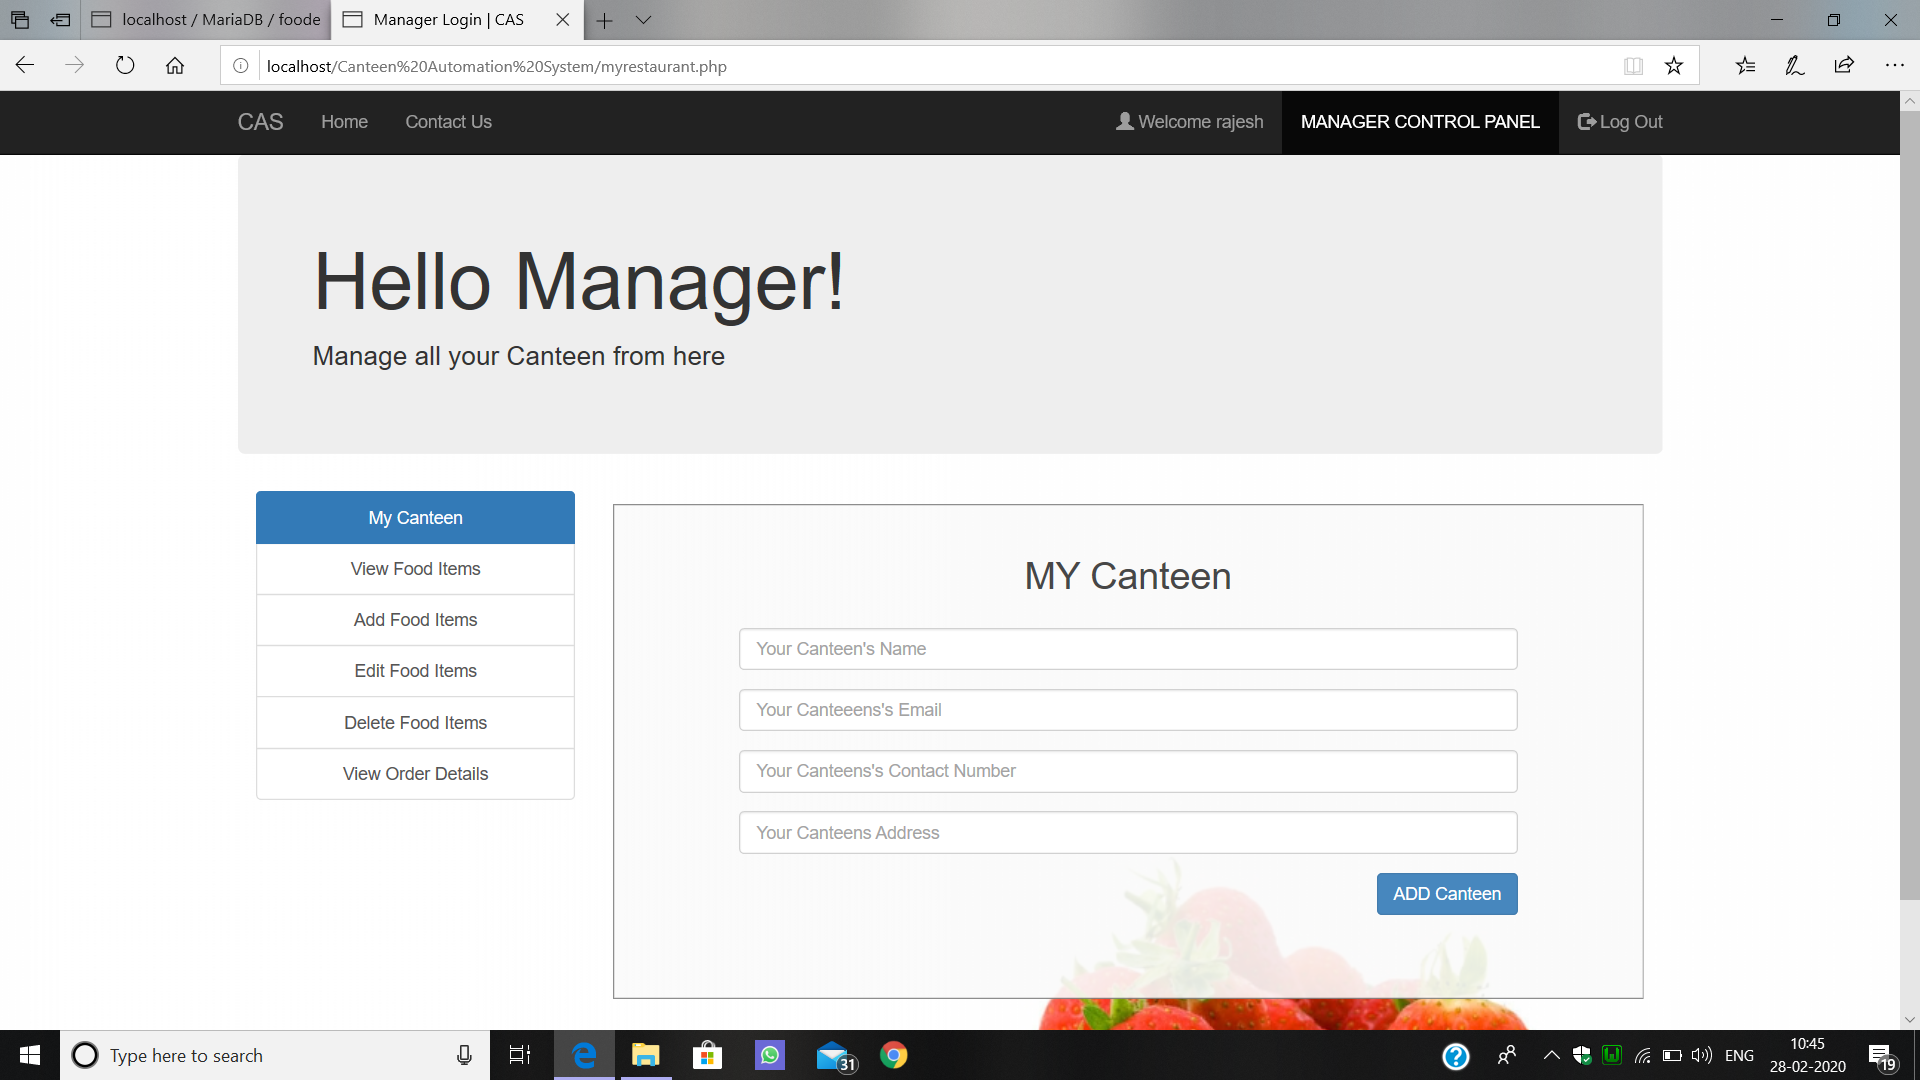 localhost / MariaDB / foode
Manager Login | CAS
localhost/Canteen%20Automation%20System/myrestaurant.php
CAS
Home
Contact Us
Welcome rajesh
MANAGER CONTROL PANEL
Log Out
Hello Manager!
Manage all your Canteen from here
My Canteen
View Food Items
Add Food Items
Edit Food Items
Delete Food Items
View Order Details
MY Canteen
Your Canteen's Name
Your Canteeens's Email
Your Canteens's Contact Number
Your Canteens Address
ADD Canteen
Type here to search
31
ENG
10:45
28-02-2020
19